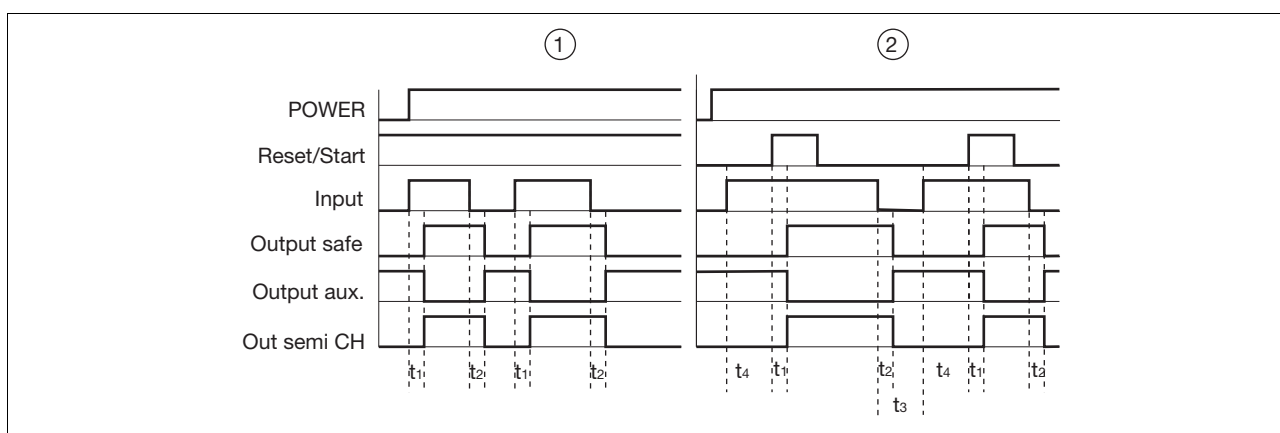 ① ②
POWER
Reset/Start
Input
Output safe
Output aux.
Out semi CH
t1 t2 t1 t2 t4 t1 t2 t4 t1 t2
t3